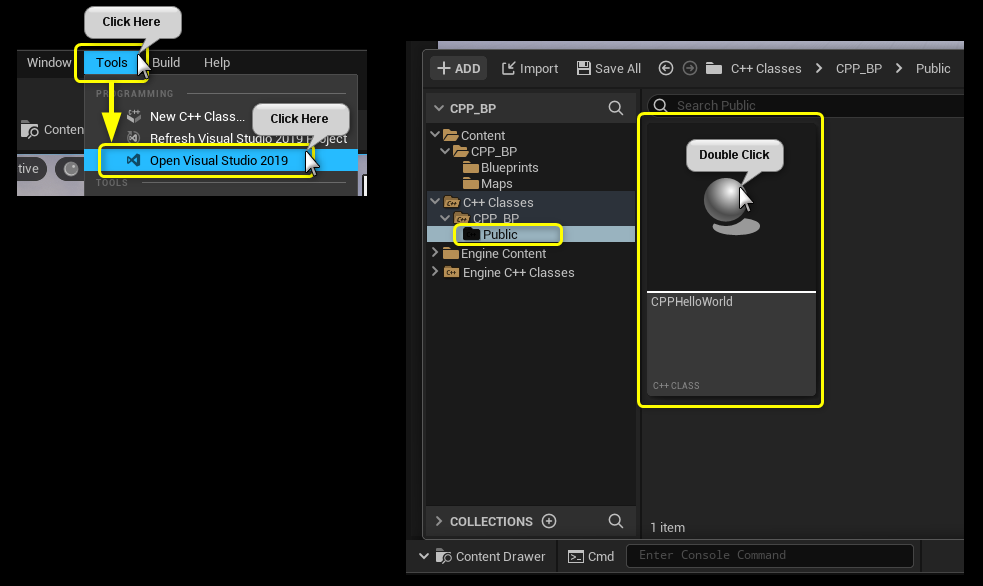 Click Here
Window Tools Build Help
PROGRAMMING
New C++ Class...
Click Here
Refresh Visual Studio 2019 Project
Open Visual Studio 2019
TOOLS
Conten
tive
ADD Import Save All C++ Classes CPP_BP Public
CPP_BP
Search Public
Content
CPP_BP
Blueprints
Maps
C++ Classes
CPP_BP
Public
Engine Content
Engine C++ Classes
Double Click
CPPHelloWorld
C++ CLASS
COLLECTIONS
1 item
Content Drawer Cmd Enter Console Command